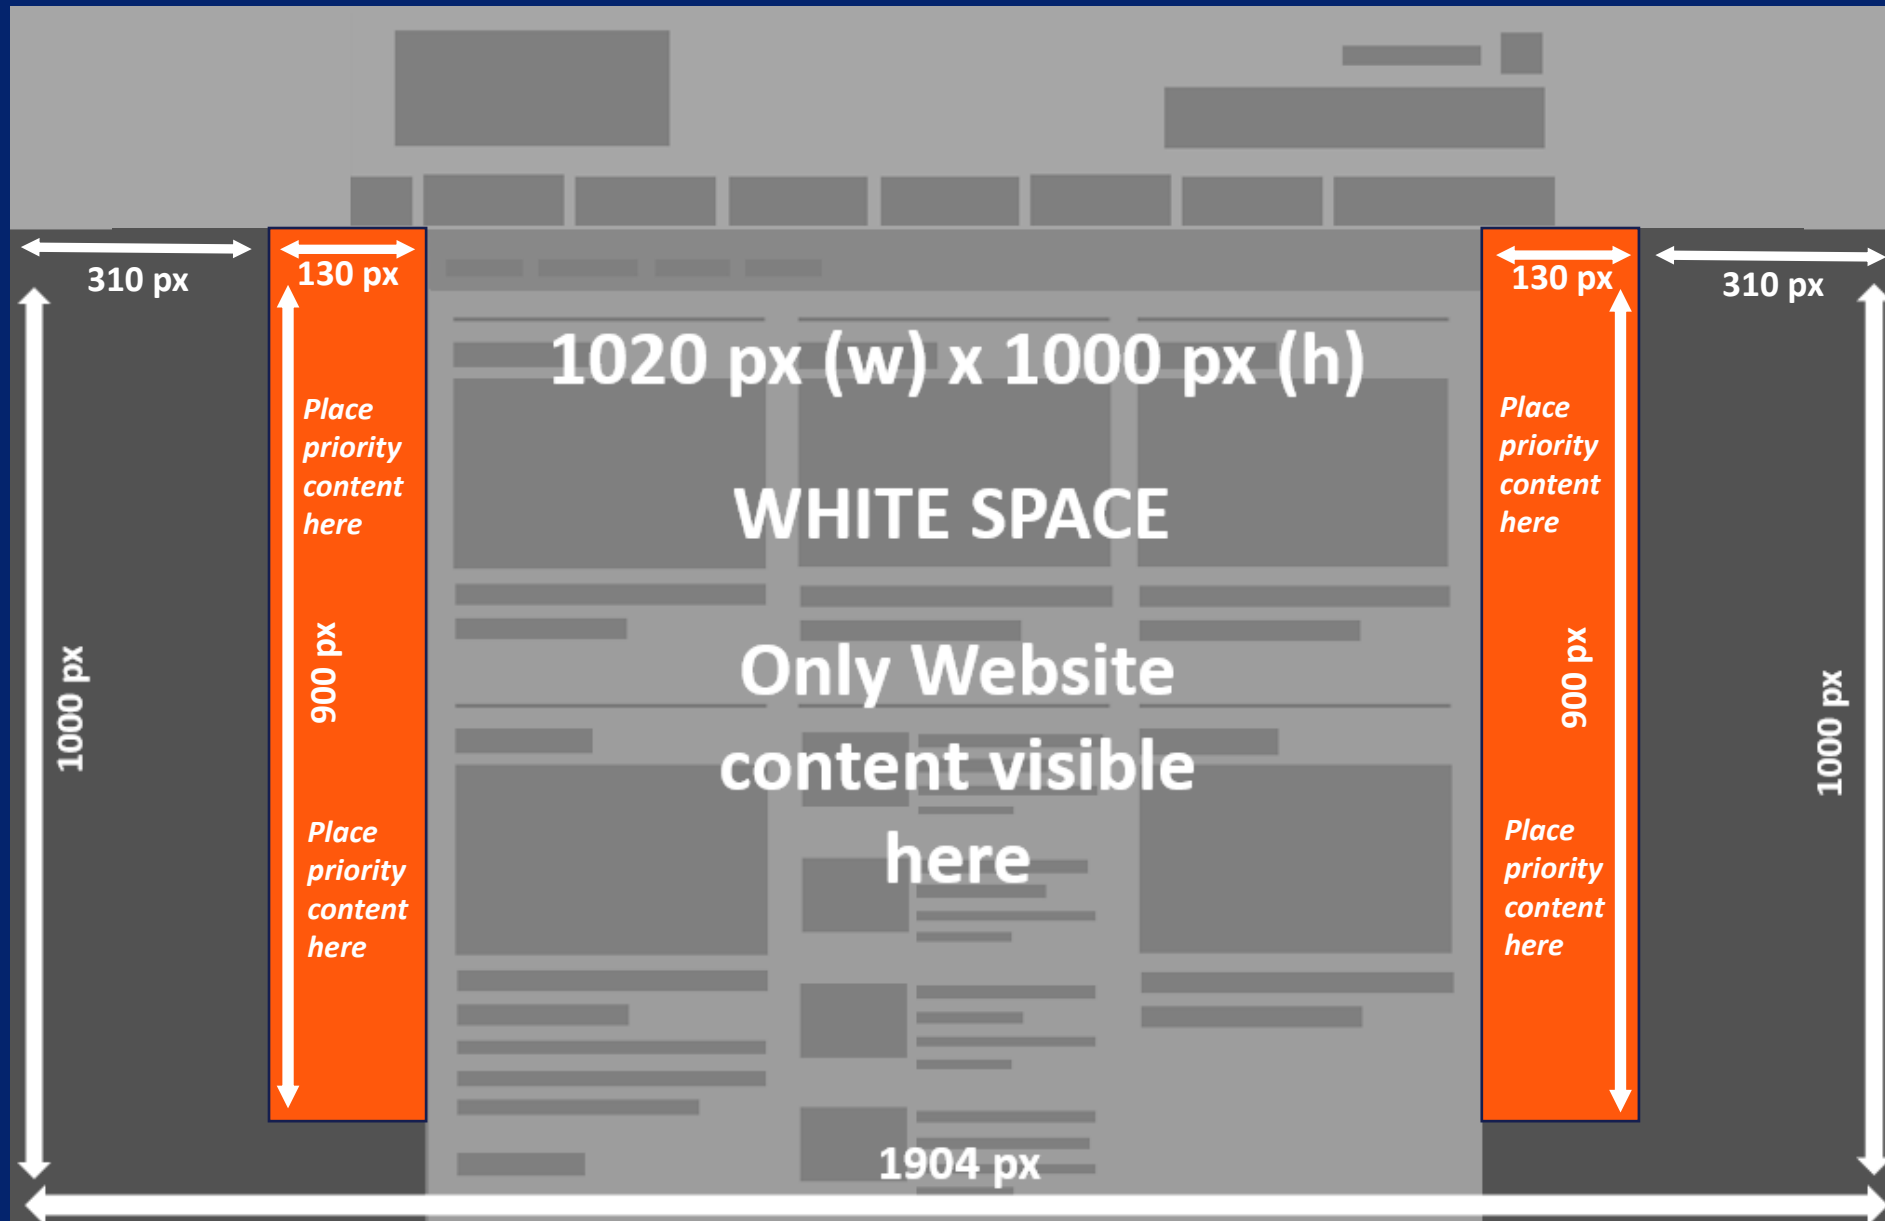 310 px
130 px
130 px
310 px
1020 px (w) x 1000 px (h)
Place
priority
content
here
Place
priority
content
here
WHITE SPACE
900 px
900 px
1000 px
1000 px
Only Website
content visible
here
Place
priority
content
here
Place
priority
content
here
1904 px